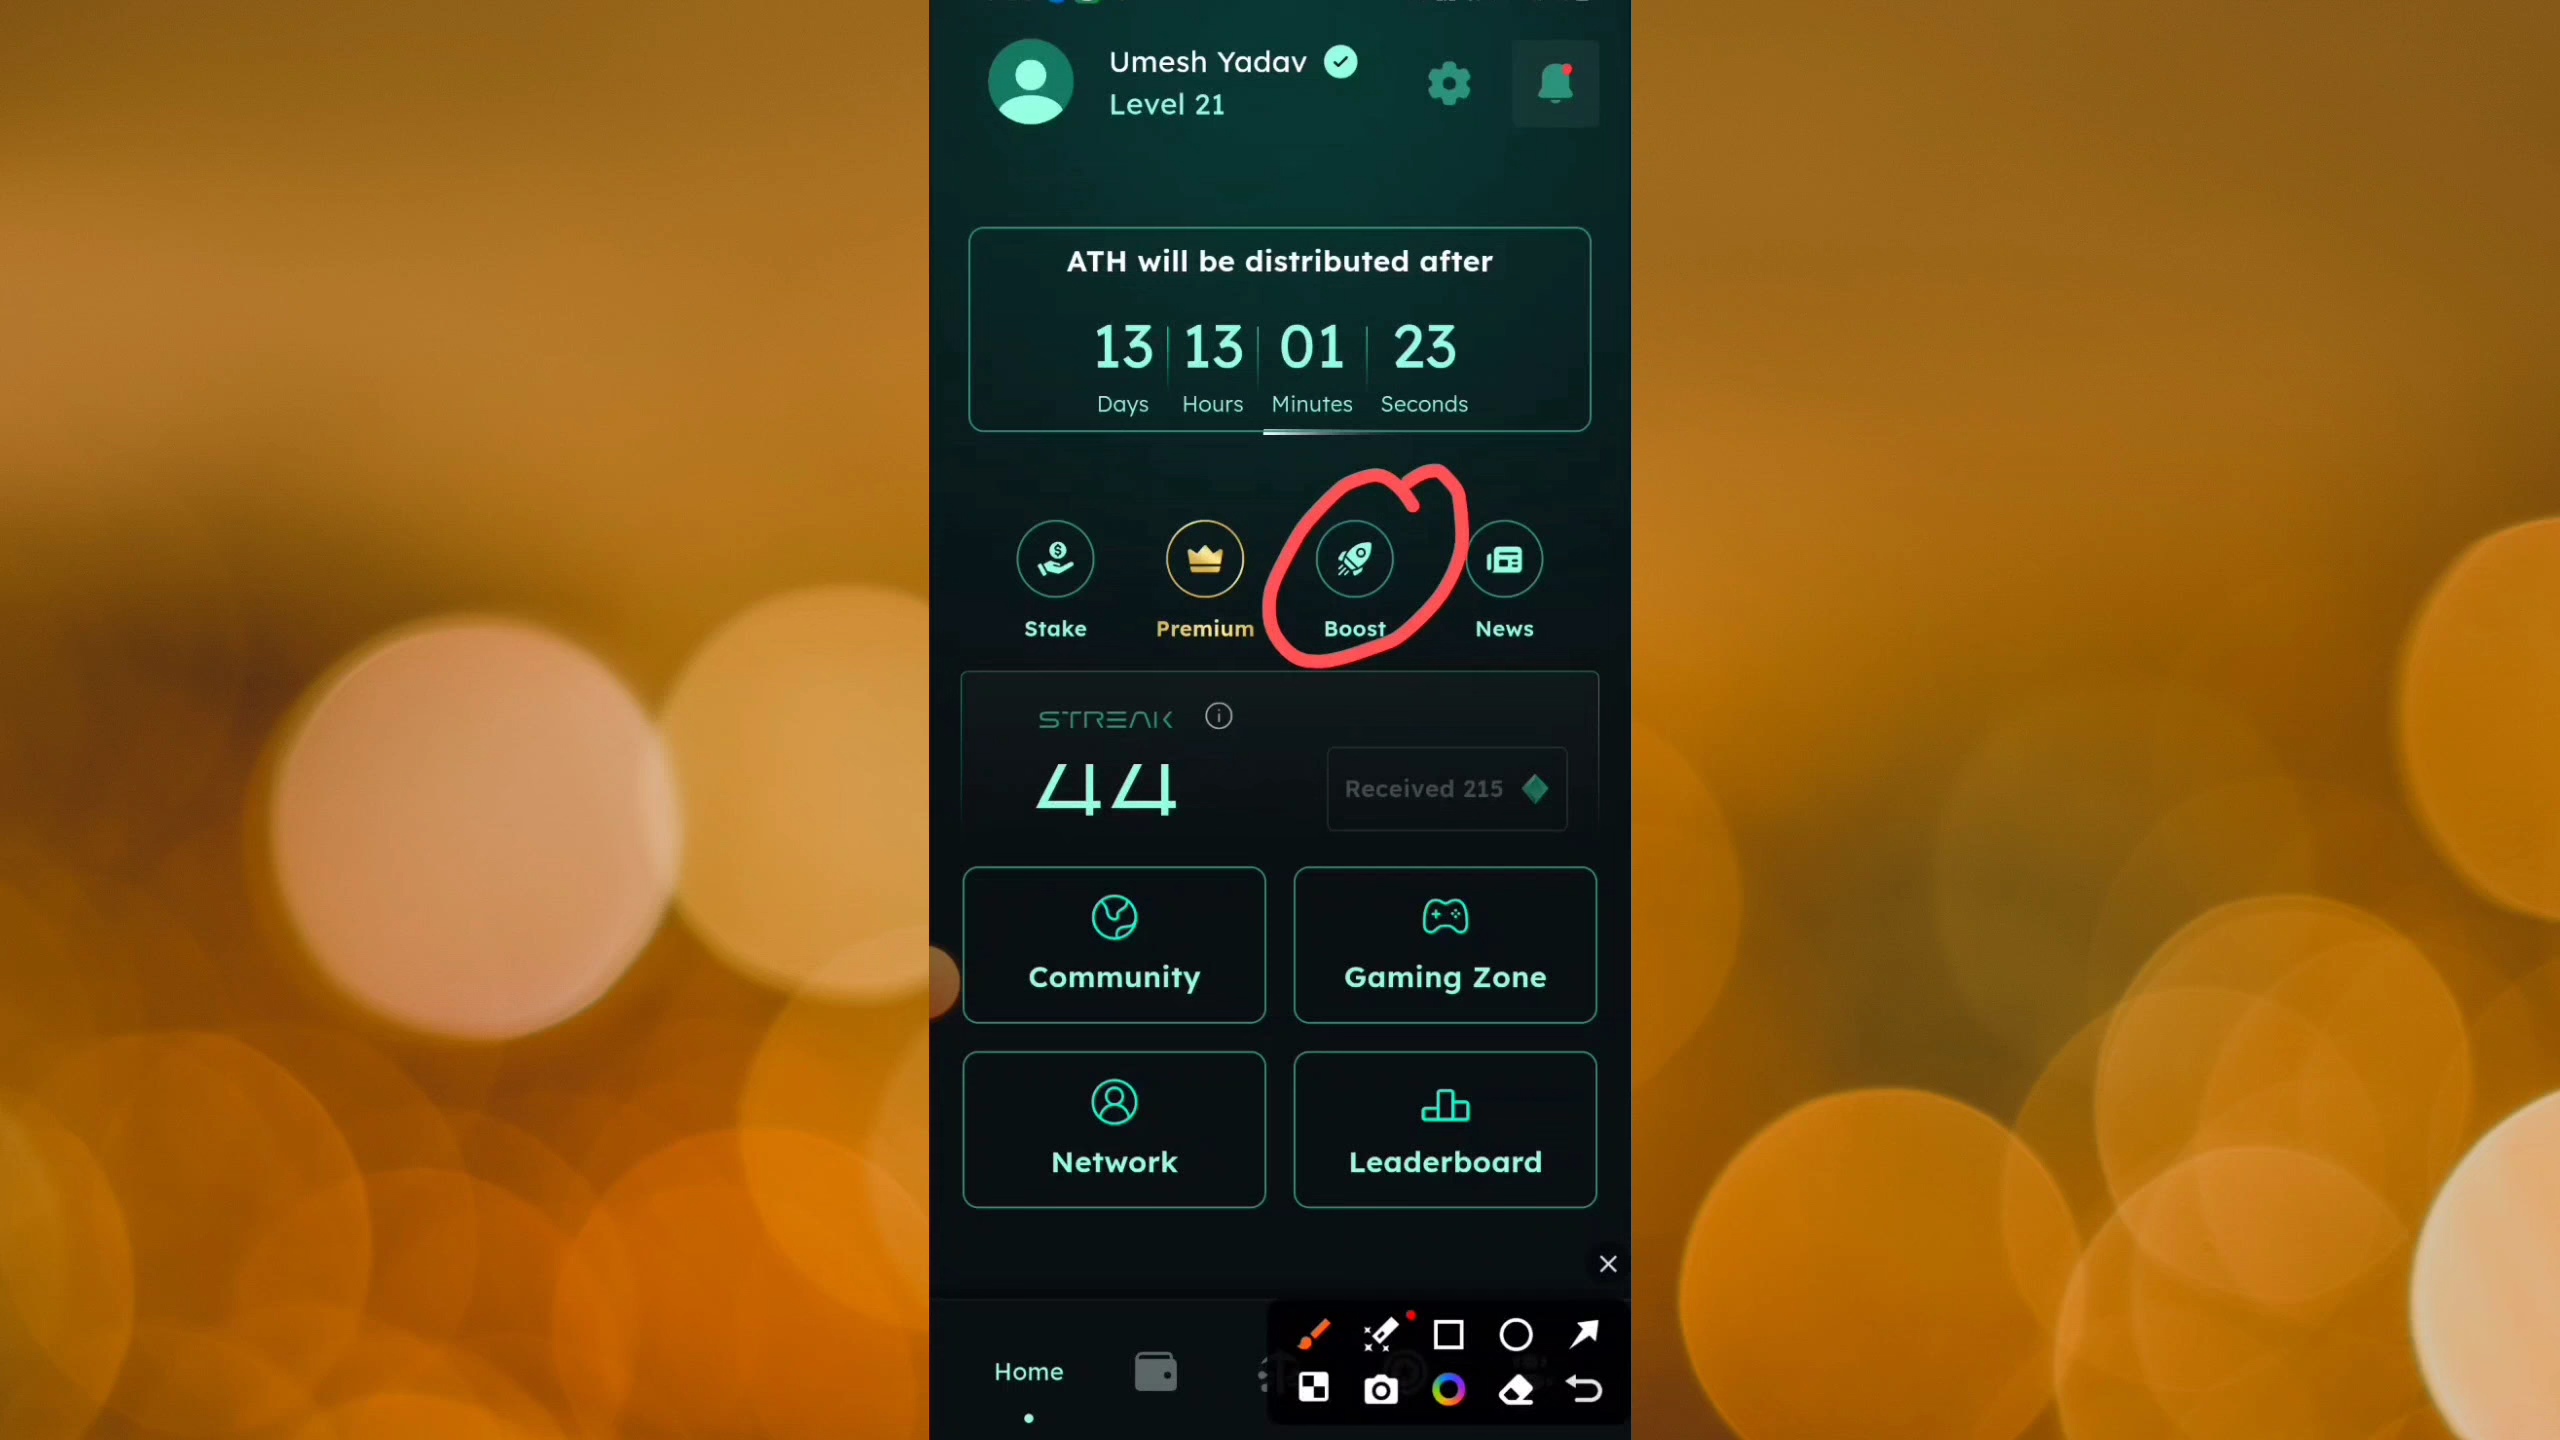 Umesh Yadav
Level 21
ATH will be distributed after
13 13 01 23
Days Hours Minutes Seconds
Stake Premium Boost News
STREAK
44
Received 215
Community Gaming Zone
Network Leaderboard
Home